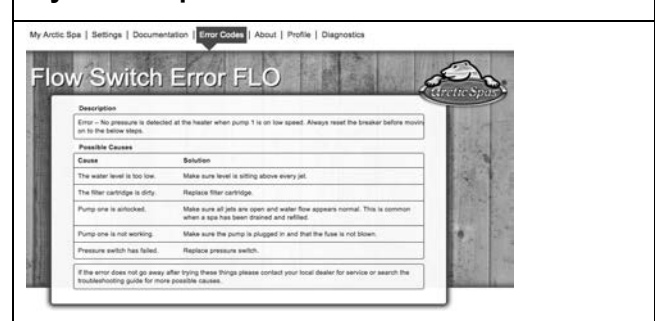 My Arctic Spa | Settings | Documentation | Error Codes | About | Profile | Diagnostics
Flow Switch Error FLO
Arctic Spas
Description
Error – No pressure is detected at the heater when pump 1 is on low speed. Always reset the breaker before moving
on to the below steps.
Possible Causes
Cause Solution
The water level is too low. Make sure level is sitting above every jet.
The filter cartridge is dirty. Replace filter cartridge.
Pump one is airlocked. Make sure all jets are open and water flow appears normal. This is common
when a spa has been drained and refilled.
Pump one is not working. Make sure the pump is plugged in and that the fuse is not blown.
Pressure switch has failed. Replace pressure switch.
If the error does not go away after trying these things please contact your local dealer for service or search the
troubleshooting guide for more possible causes.